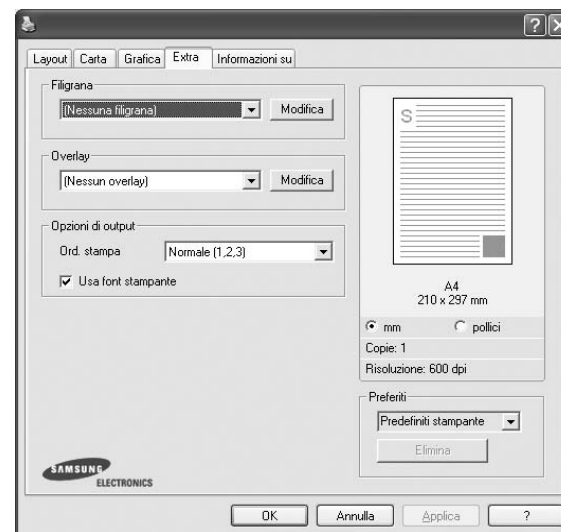 ?
Layout Carta Grafica Extra Informazioni su
Filigrana
(Nessuna filigrana) Modifica
Overlay
(Nessun overlay) Modifica
Opzioni di output
Ord. stampa Normale (1,2,3)
Usa font stampante
S
A4
210 x 297 mm
mm pollici
Copie: 1
Risoluzione: 600 dpi
Preferiti
Predefiniti stampante
Elimina
SAMSUNG
ELECTRONICS
OK Annulla Applica ?